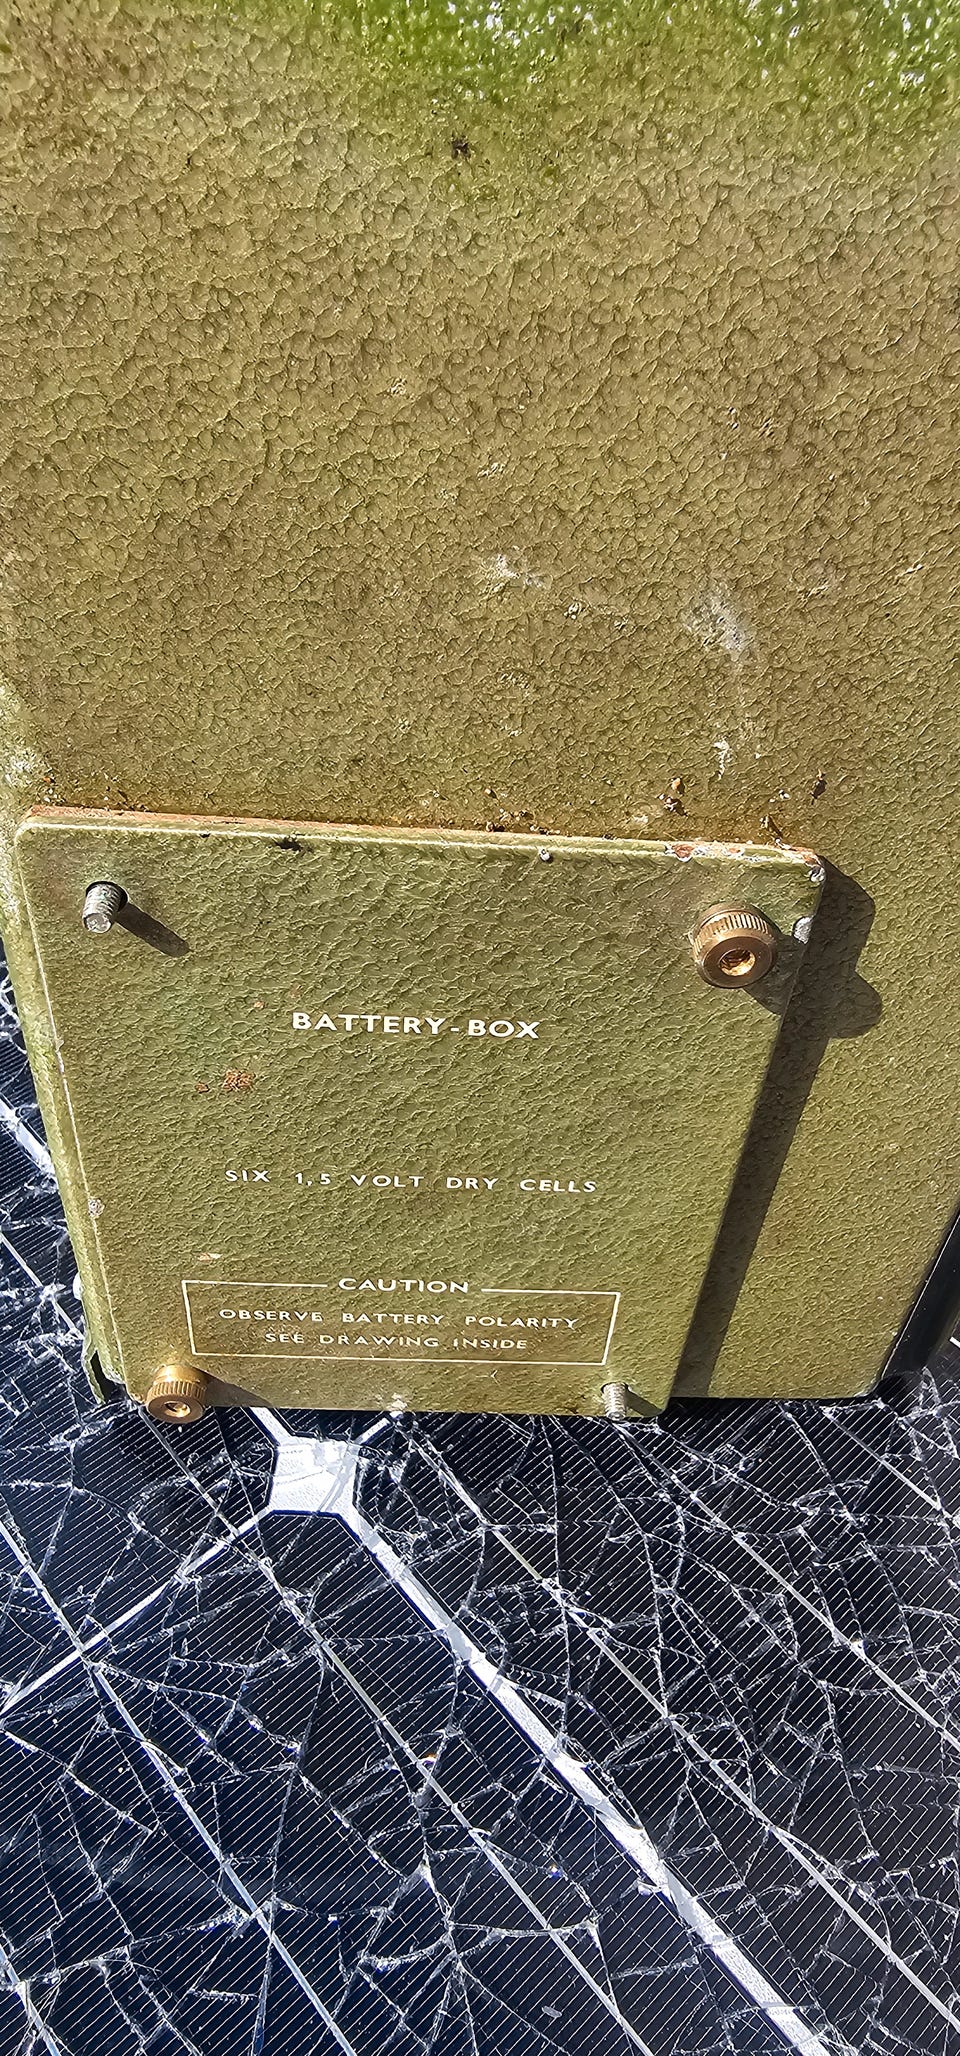 BATTERY-BOX
SIX 1,5 VOLT DRY CELLS
CAUTION
OBSERVE BATTERY POLARITY
SEE DRAWING INSIDE